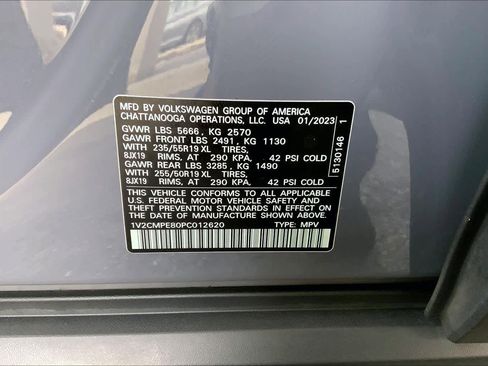 MFD BY VOLKSWAGEN GROUP OF AMERICA
CHATTANOOGA OPERATIONS, LLC. USA 01/2023
GVWR LBS 5666 , KG 2570
GAWR FRONT LBS 2491 , KG 1130
WITH 235/55R19 XL TIRES,
8JX19 RIMS, AT 290 KPA, 42 PSI COLD
GAWR REAR LBS 3285 , KG 1490
WITH 255/50R19 XL TIRES,
8JX19 RIMS, AT 290 KPA, 42 PSI COLD
THIS VEHICLE CONFORMS TO ALL APPLICABLE
FEDERAL MOTOR VEHICLE SAFETY AND
THEFT PREVENTION STANDARDS IN EFFECT ON
THE DATE OF MANUFACTURE SHOWN ABOVE
1V2CMPE80PC012620 TYPE: MPV
5130146 1